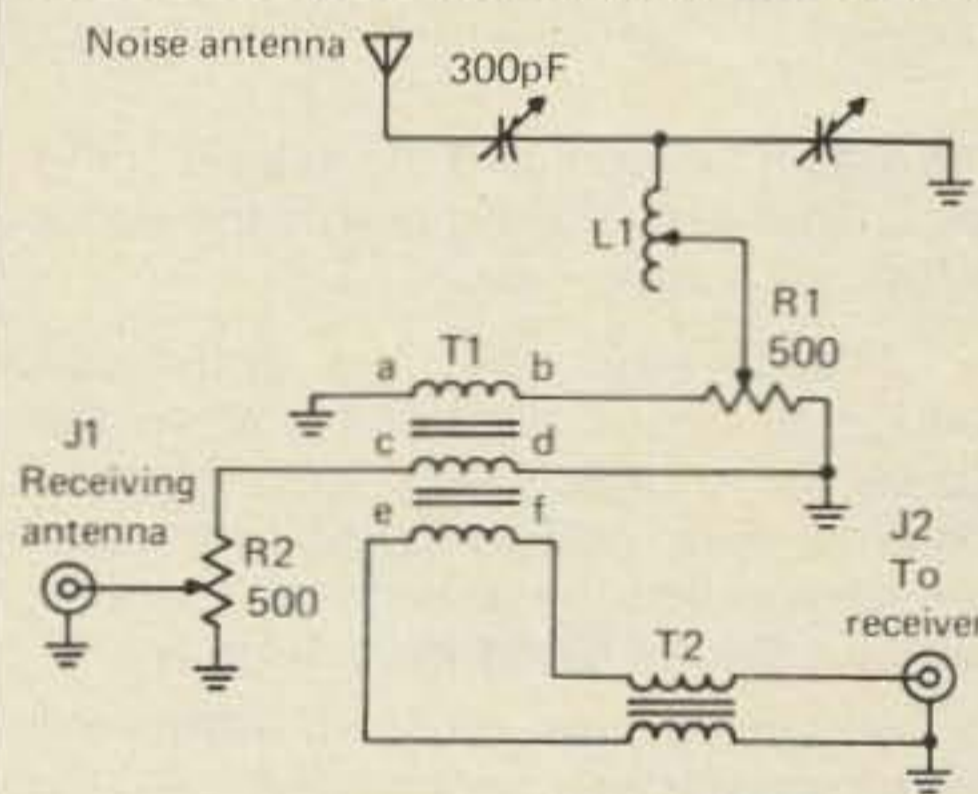 Noise antenna
300pF
L1
R1
500
T1
a
b
c
d
e
f
J1
Receiving
antenna
R2
500
J2
To
receiver
T2